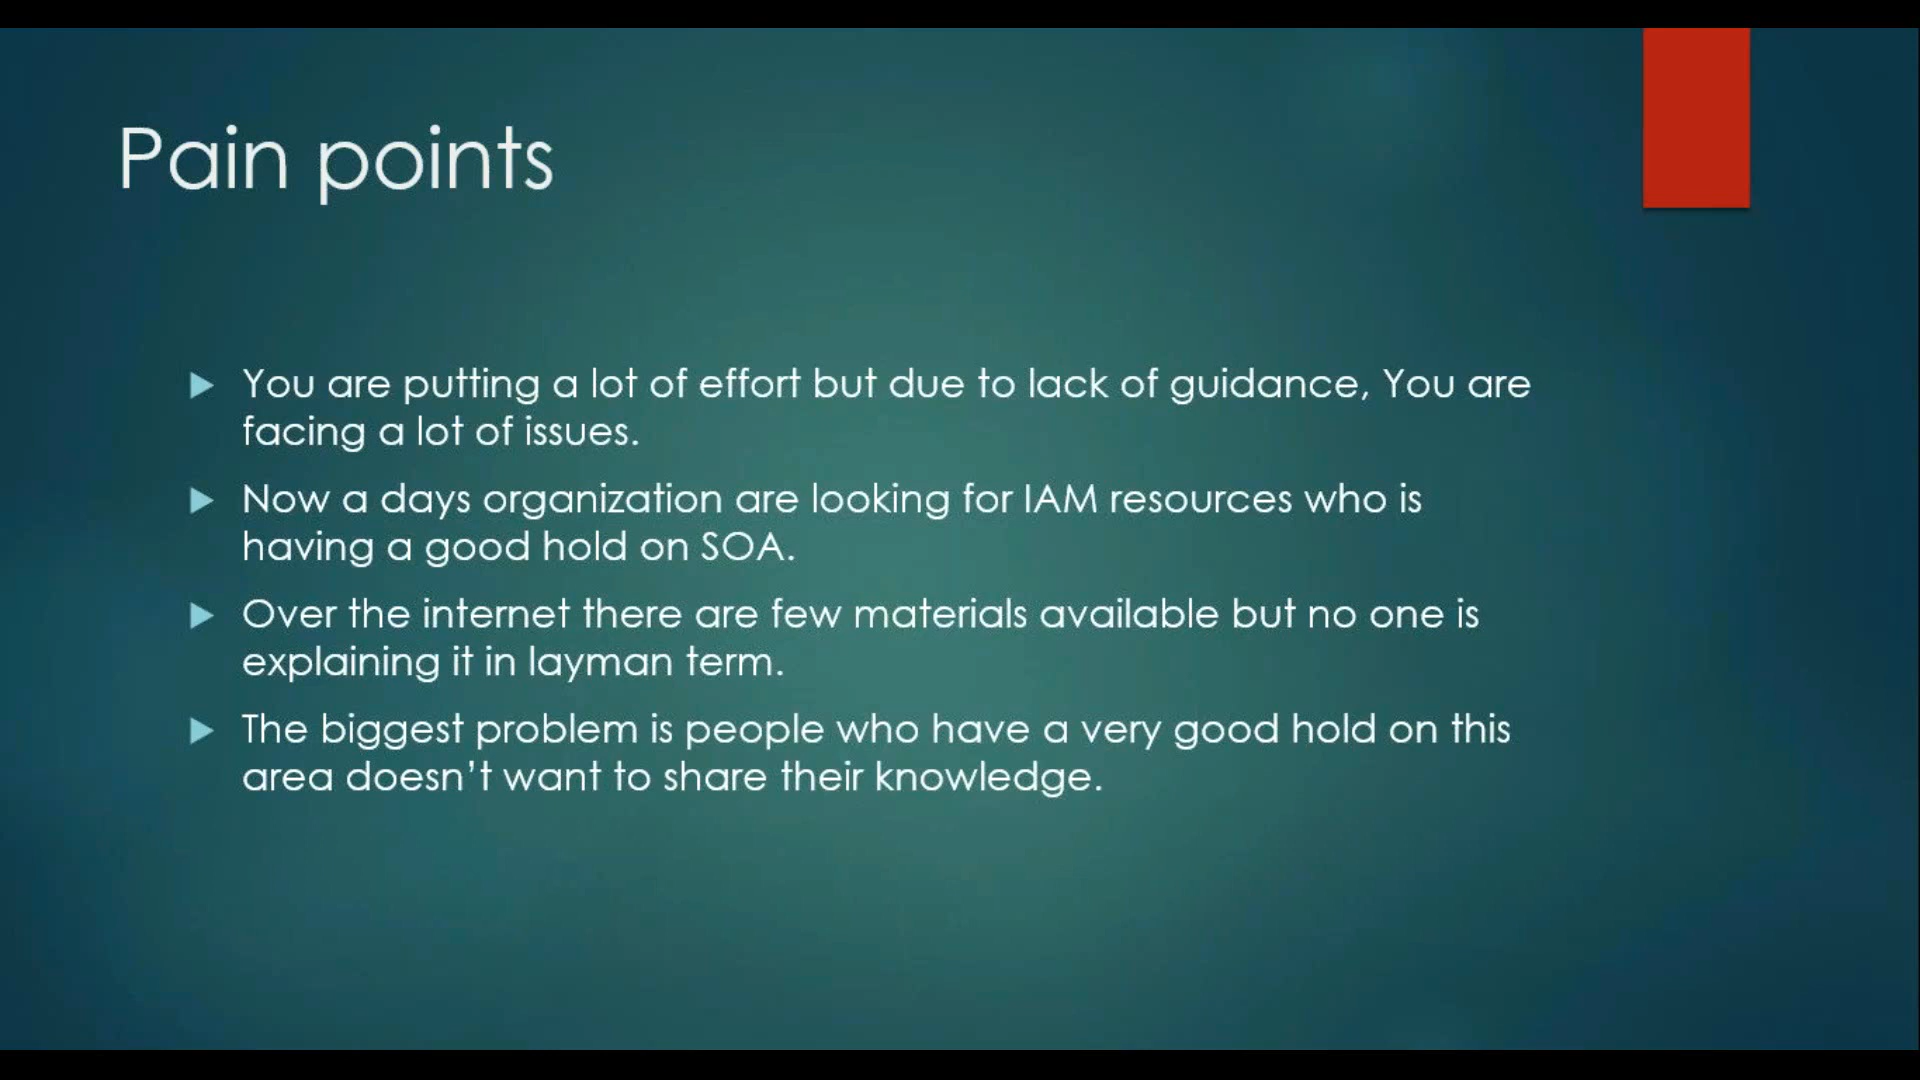 Pain points
You are putting a lot of effort but due to lack of guidance, You are
facing a lot of issues.
Now a days organization are looking for IAM resources who is
having a good hold on SOA.
Over the internet there are few materials available but no one is
explaining it in layman term.
The biggest problem is people who have a very good hold on this
area doesn’t want to share their knowledge.